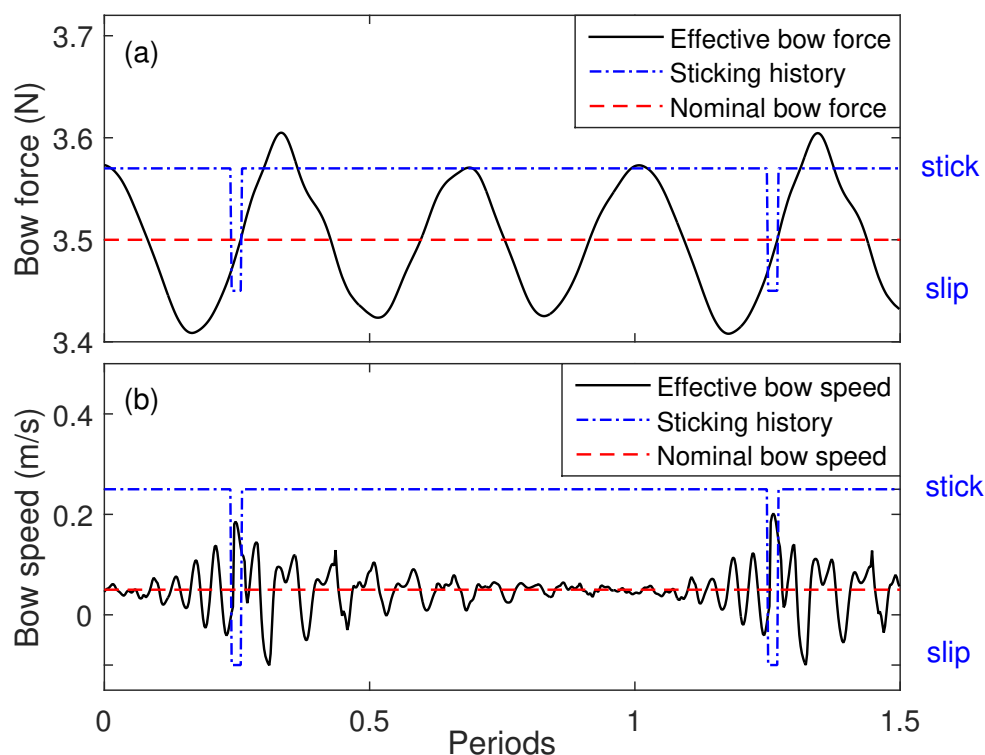 3.7
(a)
Effective bow force
Sticking history
Nominal bow force
3.6
stick
3.5
slip
3.4
Bow force (N)
(b)
Effective bow speed
Sticking history
Nominal bow speed
0.4
stick
0.2
0
slip
Bow speed (m/s)
0
0.5
1
1.5
Periods